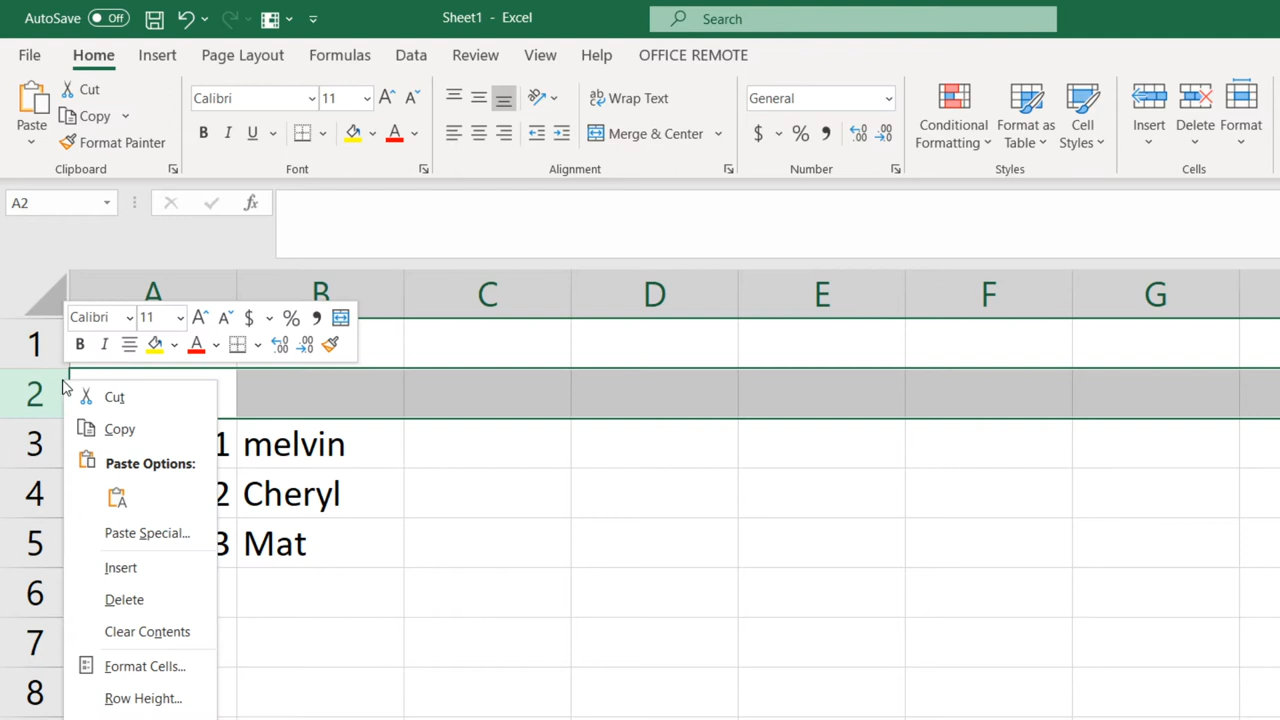 AutoSave Off Sheet1 - Excel Search
File Home Insert Page Layout Formulas Data Review View Help OFFICE REMOTE
Paste Cut Copy Format Painter
Clipboard
Calibri 11
B I U A
Font
Wrap Text
Merge & Center
Alignment
General
$ % ,
Number
Conditional Formatting
Format as Table
Cell Styles
Styles
Insert Delete Format
Cells
A2 fx
A B C D E F G
Calibri 11 A A $ % ,
B I A
1
2
3 1 melvin
4 2 Cheryl
5 3 Mat
6
7
8
Cut
Copy
Paste Options:
Paste Special...
Insert
Delete
Clear Contents
Format Cells...
Row Height...